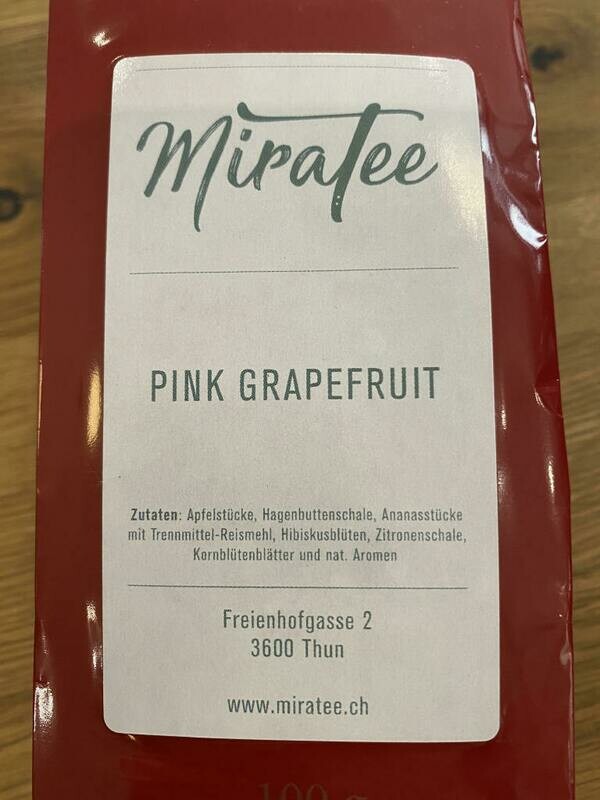 Miratee
PINK GRAPEFRUIT
Zutaten: Apfelstücke, Hagenbuttenschale, Ananasstücke
mit Trennmittel-Reismehl, Hibiskusblüten, Zitronenschale,
Kornblütenblätter und nat. Aromen
Freienhofgasse 2
3600 Thun
www.miratee.ch
100 g